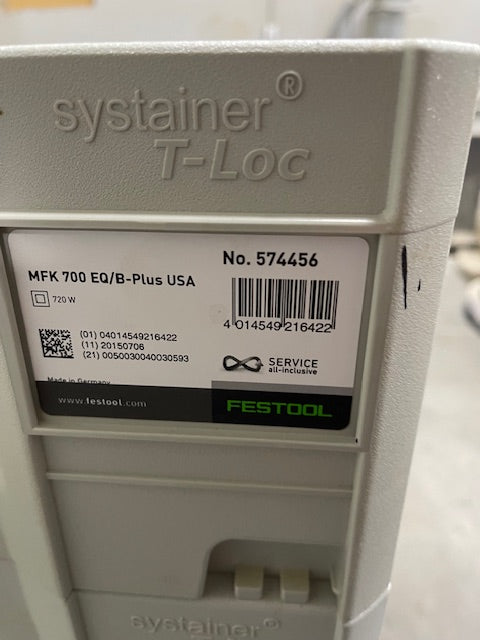 systainer®
T-Loc
No. 574456
MFK 700 EQ/B-Plus USA
720 W
4 014549 216422
(01) 04014549216422
(11) 20150706
(21) 0050030040030593
SERVICE
all-inclusive
Made in Germany
www.festool.com
FESTOOL
systainer®